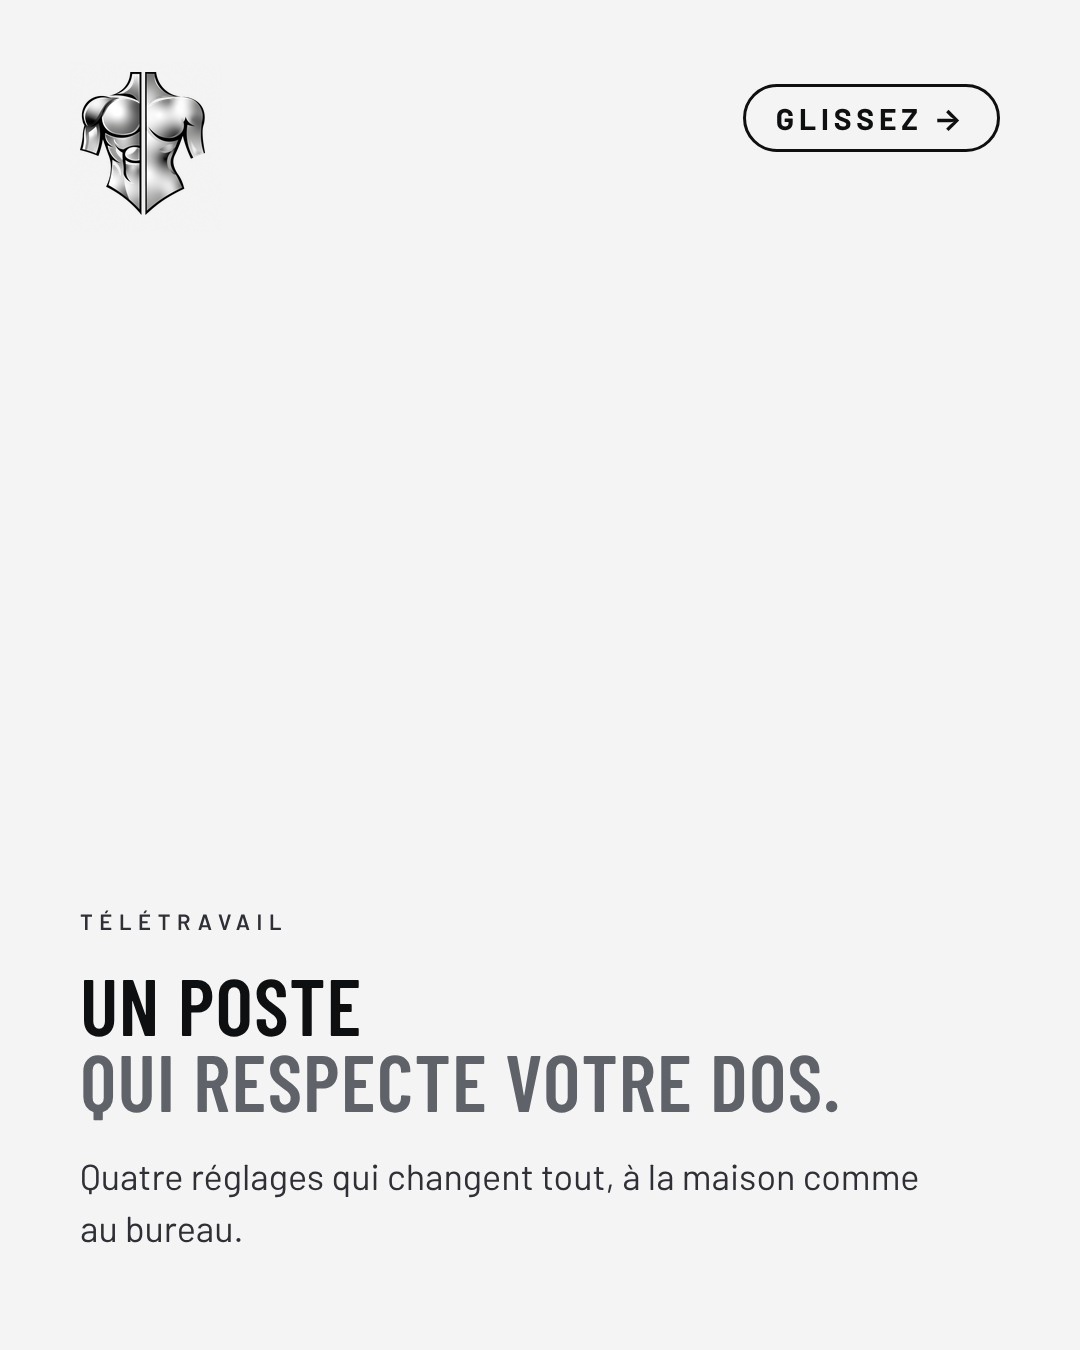 GLISSEZ →
TÉLÉTRAVAIL
UN POSTE
QUI RESPECTE VOTRE DOS.
Quatre réglages qui changent tout, à la maison comme
au bureau.